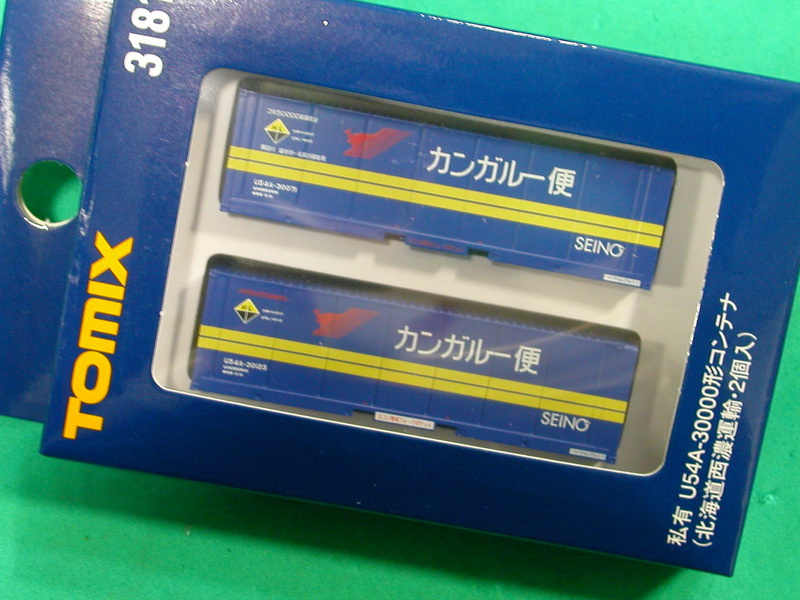 318
TOMIX
カンガルー便
U54A-30071
SEINO
カンガルー便
U54A-30123
SEINO
私有 U54A-30000形コンテナ
(北海道西濃運輸・2個入)